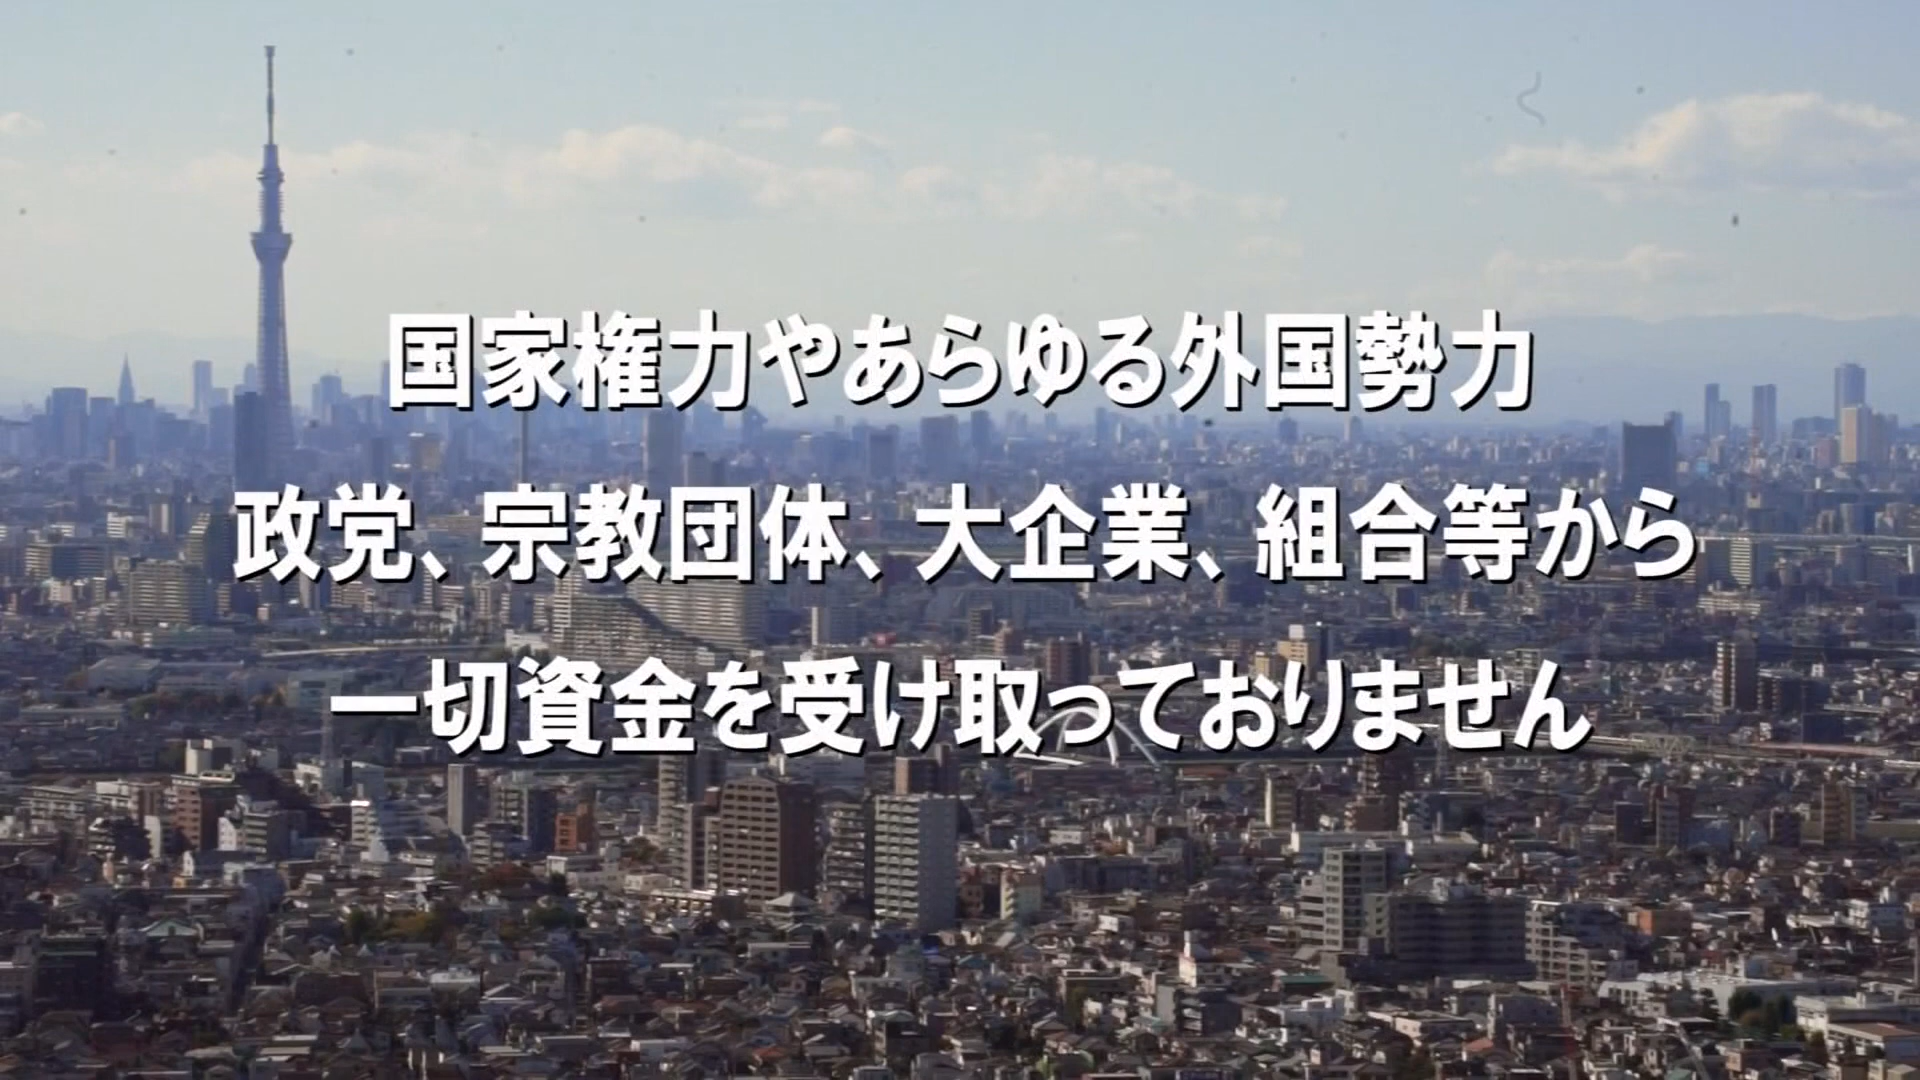 国家権力やあらゆる外国勢力
政党、宗教団体、大企業、組合等から
一切資金を受け取っておりません